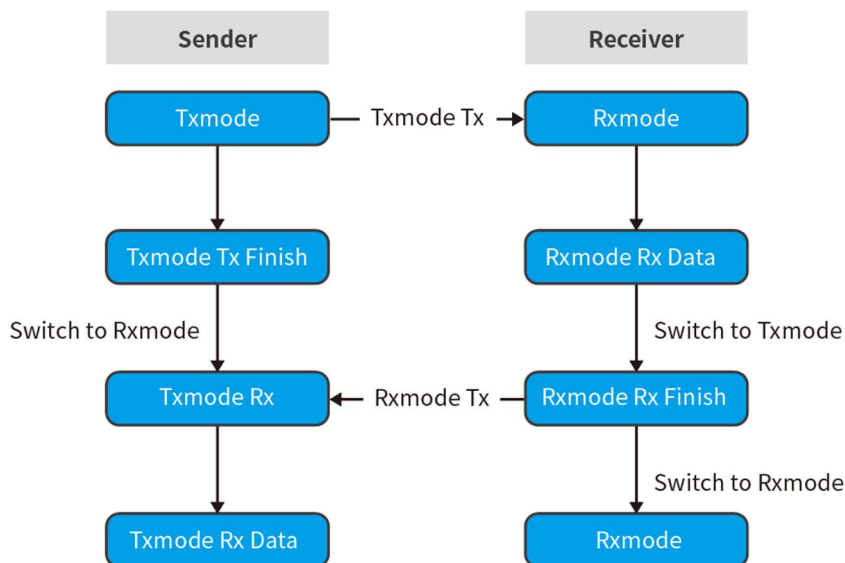 Sender
Receiver
Txmode
Txmode Tx
Rxmode
Txmode Tx Finish
Rxmode Rx Data
Switch to Rxmode
Switch to Txmode
Txmode Rx
Rxmode Tx
Rxmode Rx Finish
Switch to Rxmode
Txmode Rx Data
Rxmode